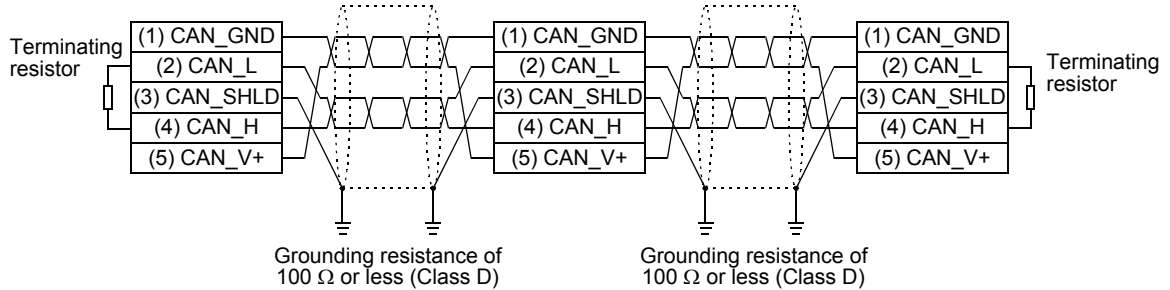 Terminating
resistor
(1) CAN_GND
(2) CAN_L
(3) CAN_SHLD
(4) CAN_H
(5) CAN_V+
(1) CAN_GND
(2) CAN_L
(3) CAN_SHLD
(4) CAN_H
(5) CAN_V+
(1) CAN_GND
(2) CAN_L
(3) CAN_SHLD
(4) CAN_H
(5) CAN_V+
Terminating
resistor
Grounding resistance of
100 Ω or less (Class D)
Grounding resistance of
100 Ω or less (Class D)